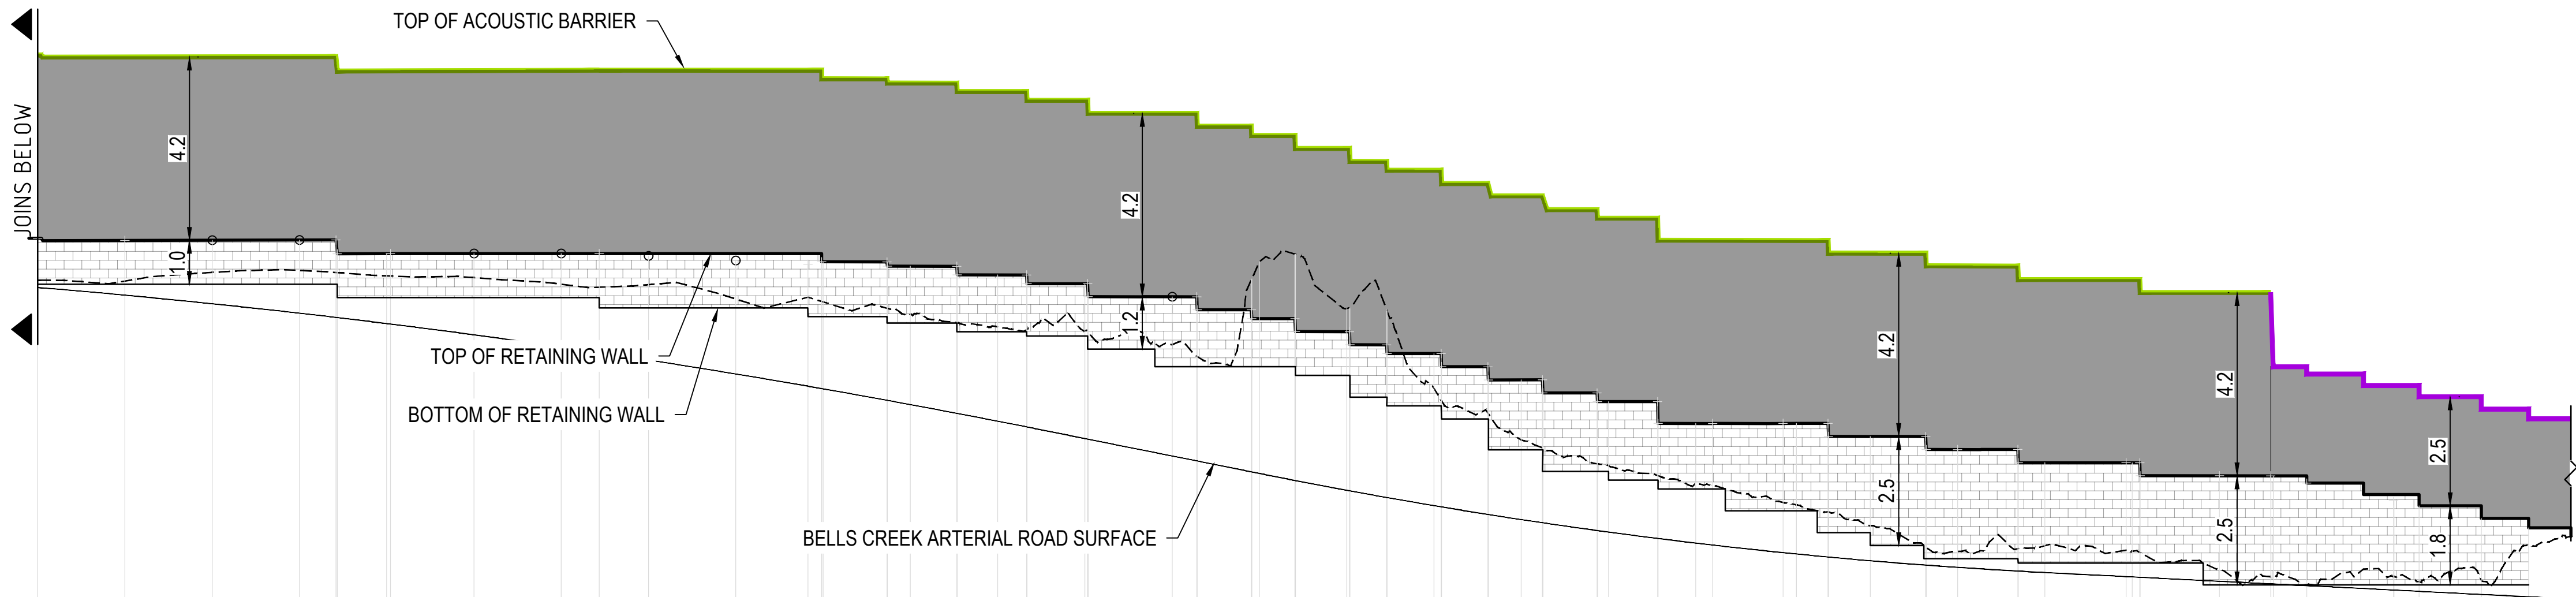 TOP OF ACOUSTIC BARRIER
JOINS BELOW
4.2
1.0
4.2
1.2
4.2
2.5
4.2
2.5
2.5
1.8
TOP OF RETAINING WALL
BOTTOM OF RETAINING WALL
BELLS CREEK ARTERIAL ROAD SURFACE